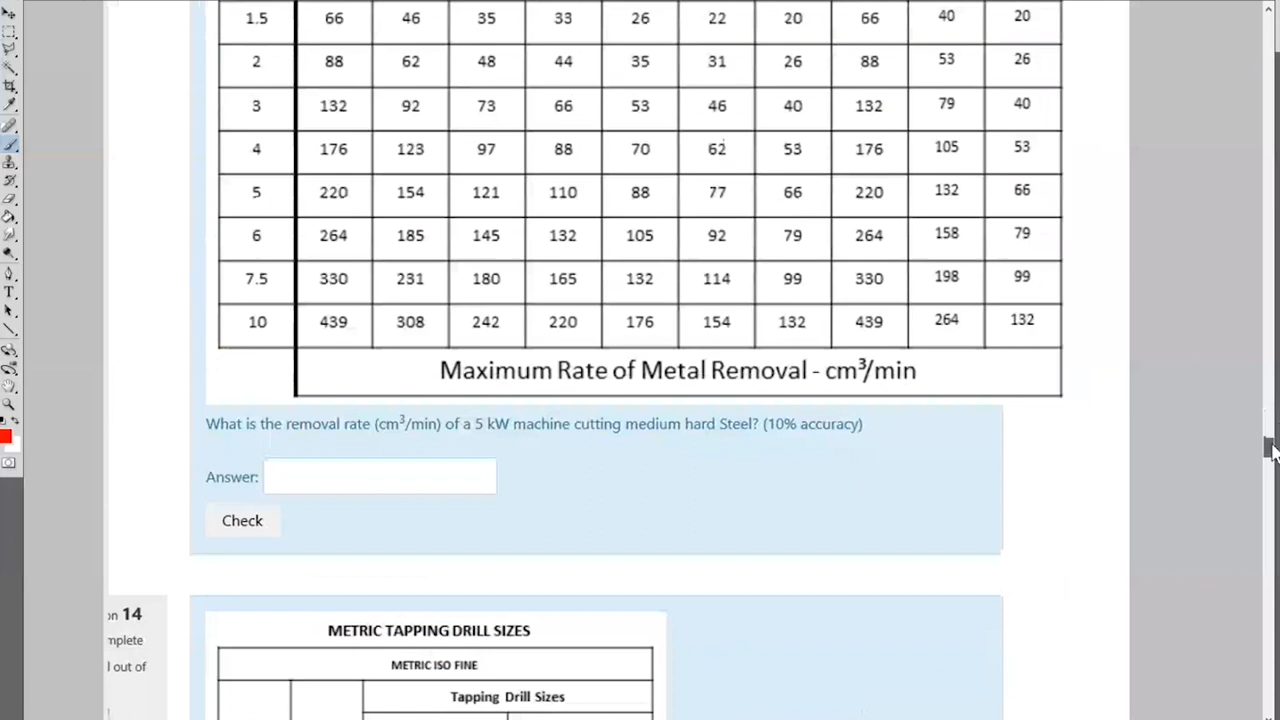 1.5 66 46 35 33 26 22 20 66 40 20
2 88 62 48 44 35 31 26 88 53 26
3 132 92 73 66 53 46 40 132 79 40
4 176 123 97 88 70 62 53 176 105 53
5 220 154 121 110 88 77 66 220 132 66
6 264 185 145 132 105 92 79 264 158 79
7.5 330 231 180 165 132 114 99 330 198 99
10 439 308 242 220 176 154 132 439 264 132
Maximum Rate of Metal Removal - cm³/min
What is the removal rate (cm³/min) of a 5 kW machine cutting medium hard Steel? (10% accuracy)
Answer:
Check
on 14
mplete
l out of
METRIC TAPPING DRILL SIZES
METRIC ISO FINE
Tapping Drill Sizes